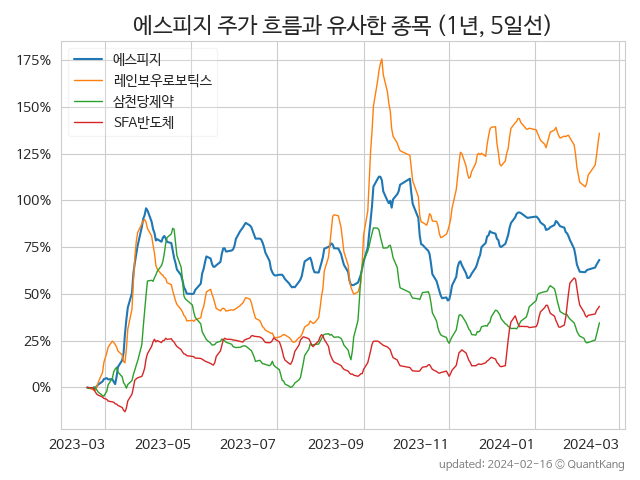 에스피지 주가 흐름과 유사한 종목 (1년, 5일선)
175%
150%
125%
100%
75%
50%
25%
0%
에스피지
레인보우로보틱스
삼천당제약
SFA반도체
2023-03 2023-05 2023-07 2023-09 2023-11 2024-01 2024-03
updated: 2024-02-16 © QuantKang